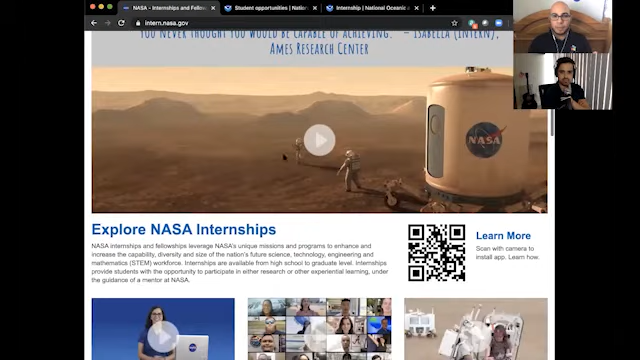 NASA - Internships and Fellows
Student opportunities | Nation
Internship | National Oceanic A
intern.nasa.gov
YOU NEVER THOUGHT YOU WOULD BE CAPABLE OF ACHIEVING." - ISABELLA (INTERN),
AMES RESEARCH CENTER
NASA
Explore NASA Internships
NASA internships and fellowships leverage NASA's unique missions and programs to enhance and
increase the capability, diversity and size of the nation's future science, technology, engineering and
mathematics (STEM) workforce. Internships are available from high school to graduate level. Internships
provide students with the opportunity to participate in either research or other experiential learning, under
the guidance of a mentor at NASA.
Learn More
Scan with camera to
install app. Learn how.